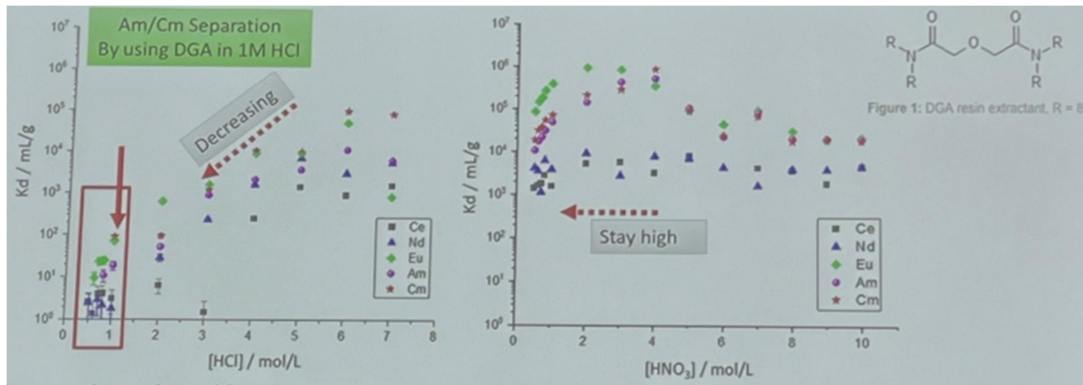 Am/Cm Separation
By using DGA in 1M HCl
Decreasing
Kd / mL/g
10⁷
10⁶
10⁵
10⁴
10³
10²
10¹
10⁰
0 1 2 3 4 5 6 7 8
[HCl] / mol/L
Ce
Nd
Eu
Am
Cm
Kd / mL/g
10⁷
10⁶
10⁵
10⁴
10³
10²
10¹
10⁰
0 2 4 6 8 10
[HNO₃] / mol/L
Stay high
Ce
Nd
Eu
Am
Cm
O O
R N O N R
R R
Figure 1: DGA resin extractant, R = 8